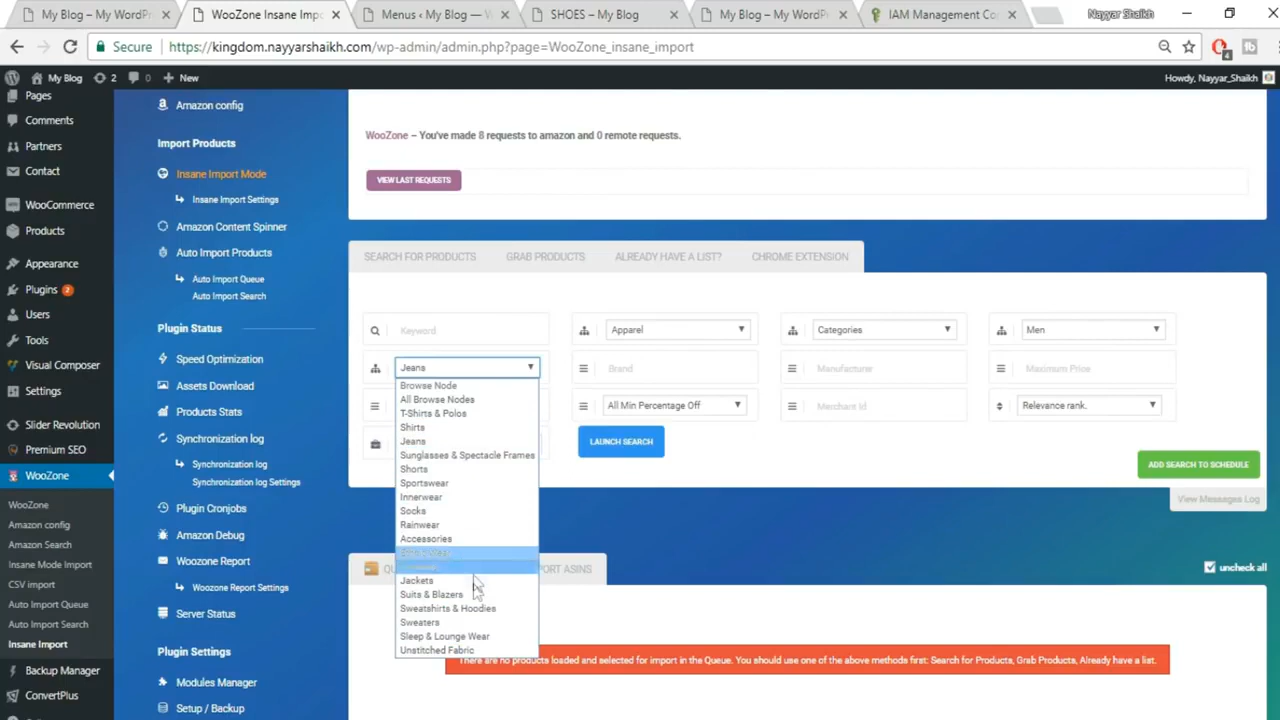 My Blog – My WordPr
WooZone Insane Impo
Menus ‹ My Blog — W
SHOES – My Blog
My Blog – My WordPr
IAM Management Co
Nayyar Shaikh
Secure
https://kingdom.nayyarshaikh.com/wp-admin/admin.php?page=WooZone_insane_import
4
My Blog
2
0
New
Howdy, Nayyar_Shaikh
Pages
Comments
Partners
Contact
WooCommerce
Products
Appearance
Plugins 2
Users
Tools
Visual Composer
Settings
Slider Revolution
Premium SEO
WooZone
WooZone
Amazon config
Amazon Search
Insane Mode Import
CSV import
Auto Import Queue
Auto Import Search
Insane Import
Backup Manager
ConvertPlus
Amazon config
Import Products
Insane Import Mode
Insane Import Settings
Amazon Content Spinner
Auto Import Products
Auto Import Queue
Auto Import Search
Plugin Status
Speed Optimization
Assets Download
Products Stats
Synchronization log
Synchronization log
Synchronization log Settings
Plugin Cronjobs
Amazon Debug
Woozone Report
Woozone Report Settings
Server Status
Plugin Settings
Modules Manager
Setup / Backup
WooZone – You've made 8 requests to amazon and 0 remote requests.
VIEW LAST REQUESTS
SEARCH FOR PRODUCTS
GRAB PRODUCTS
ALREADY HAVE A LIST?
CHROME EXTENSION
Keyword
Apparel
Categories
Men
Jeans
Brand
Manufacturer
Maximum Price
All Min Percentage Off
Merchant Id
Relevance rank.
LAUNCH SEARCH
ADD SEARCH TO SCHEDULE
View Messages Log
Browse Node
All Browse Nodes
T-Shirts & Polos
Shirts
Jeans
Sunglasses & Spectacle Frames
Shorts
Sportswear
Innerwear
Socks
Rainwear
Accessories
Jackets
Suits & Blazers
Sweatshirts & Hoodies
Sweaters
Sleep & Lounge Wear
Unstitched Fabric
QU
PORT ASINS
uncheck all
There are no products loaded and selected for import in the Queue. You should use one of the above methods first: Search for Products, Grab Products, Already have a list.